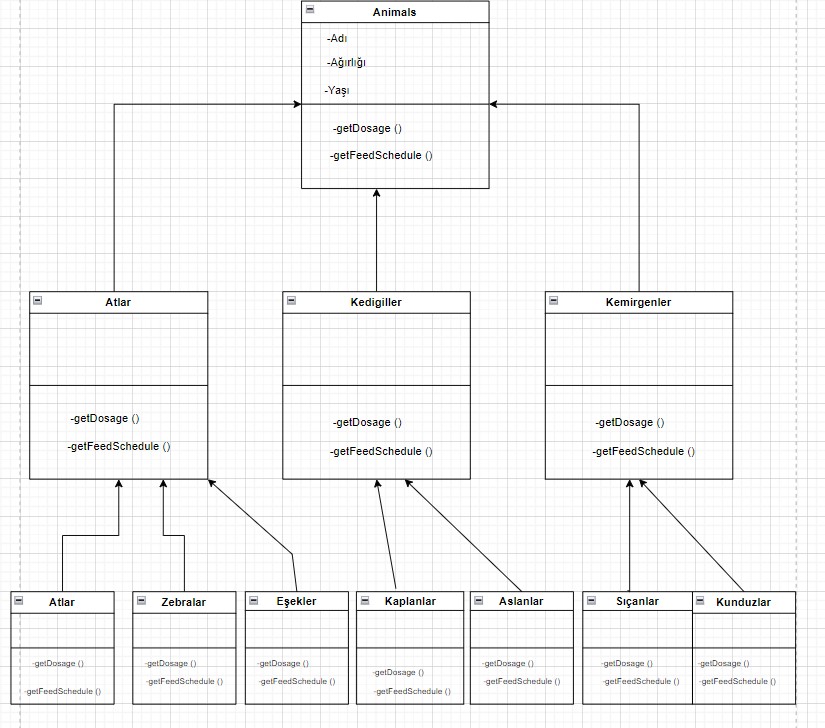 Animals
-Adı
-Ağırlığı
-Yaşı
-getDosage ()
-getFeedSchedule ()
Atlar
-getDosage ()
-getFeedSchedule ()
Kedigiller
-getDosage ()
-getFeedSchedule ()
Kemirgenler
-getDosage ()
-getFeedSchedule ()
Atlar
-getDosage ()
-getFeedSchedule ()
Zebralar
-getDosage ()
-getFeedSchedule ()
Eşekler
-getDosage ()
-getFeedSchedule ()
Kaplanlar
-getDosage ()
-getFeedSchedule ()
Aslanlar
-getDosage ()
-getFeedSchedule ()
Sıçanlar
-getDosage ()
-getFeedSchedule ()
Kunduzlar
-getDosage ()
-getFeedSchedule ()